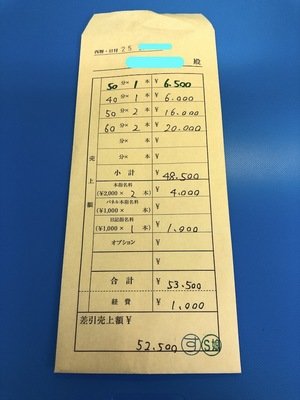 西暦・日付 25
殿
50分× 1 本 ¥ 6.500
40分× 1 本 ¥ 6.000
50分× 2 本 ¥ 16.000
60分× 2 本 ¥ 20.000
分× 本 ¥
分× 本 ¥
売上額
小計 ¥ 48.500
本指名料
(¥2,000× 2 本) ¥ 4.000
パネル本指名料
(¥1,000× 本) ¥
日記指名料
(¥1,000× 1 本) ¥ 1.000
オプション ¥
¥
合計 ¥ 53.500
経費 ¥ 1.000
差引売上額¥
52.500